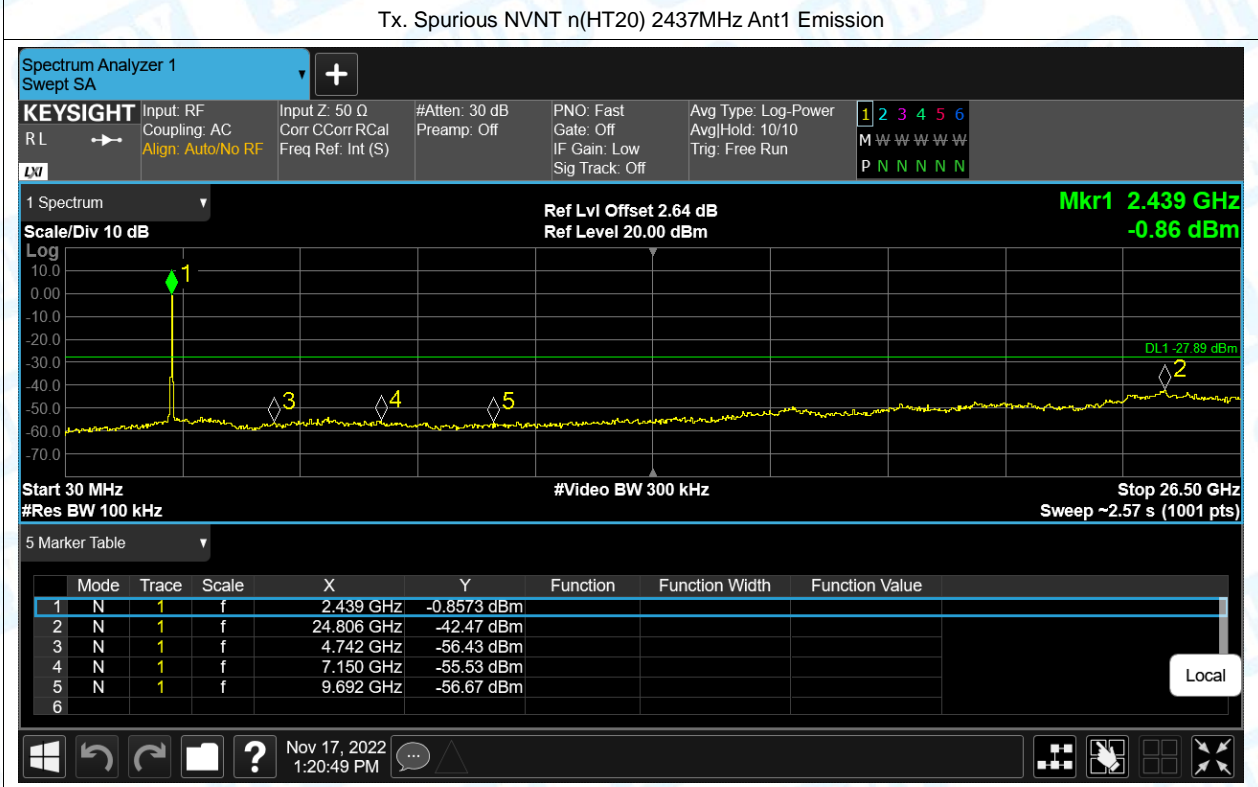 Tx. Spurious NVNT n(HT20) 2437MHz Ant1 Emission
Spectrum Analyzer 1
Swept SA
+
KEYSIGHT
RL
LXI
Input: RF
Coupling: AC
Align: Auto/No RF
Input Z: 50 Ω
Corr CCorr RCal
Freq Ref: Int (S)
#Atten: 30 dB
Preamp: Off
PNO: Fast
Gate: Off
IF Gain: Low
Sig Track: Off
Avg Type: Log-Power
Avg|Hold: 10/10
Trig: Free Run
1 2 3 4 5 6
M W W W W W
P N N N N N
1 Spectrum
Scale/Div 10 dB
Ref Lvl Offset 2.64 dB
Ref Level 20.00 dBm
Mkr1 2.439 GHz
-0.86 dBm
Log
10.0
0.00
-10.0
-20.0
-30.0
-40.0
-50.0
-60.0
-70.0
1
DL1 -27.89 dBm
2
3
4
5
Start 30 MHz
#Video BW 300 kHz
Stop 26.50 GHz
#Res BW 100 kHz
Sweep ~2.57 s (1001 pts)
5 Marker Table
Mode Trace Scale X Y Function Function Width Function Value
1 N 1 f 2.439 GHz -0.8573 dBm
2 N 1 f 24.806 GHz -42.47 dBm
3 N 1 f 4.742 GHz -56.43 dBm
4 N 1 f 7.150 GHz -55.53 dBm
5 N 1 f 9.692 GHz -56.67 dBm
6
Local
?
Nov 17, 2022
1:20:49 PM